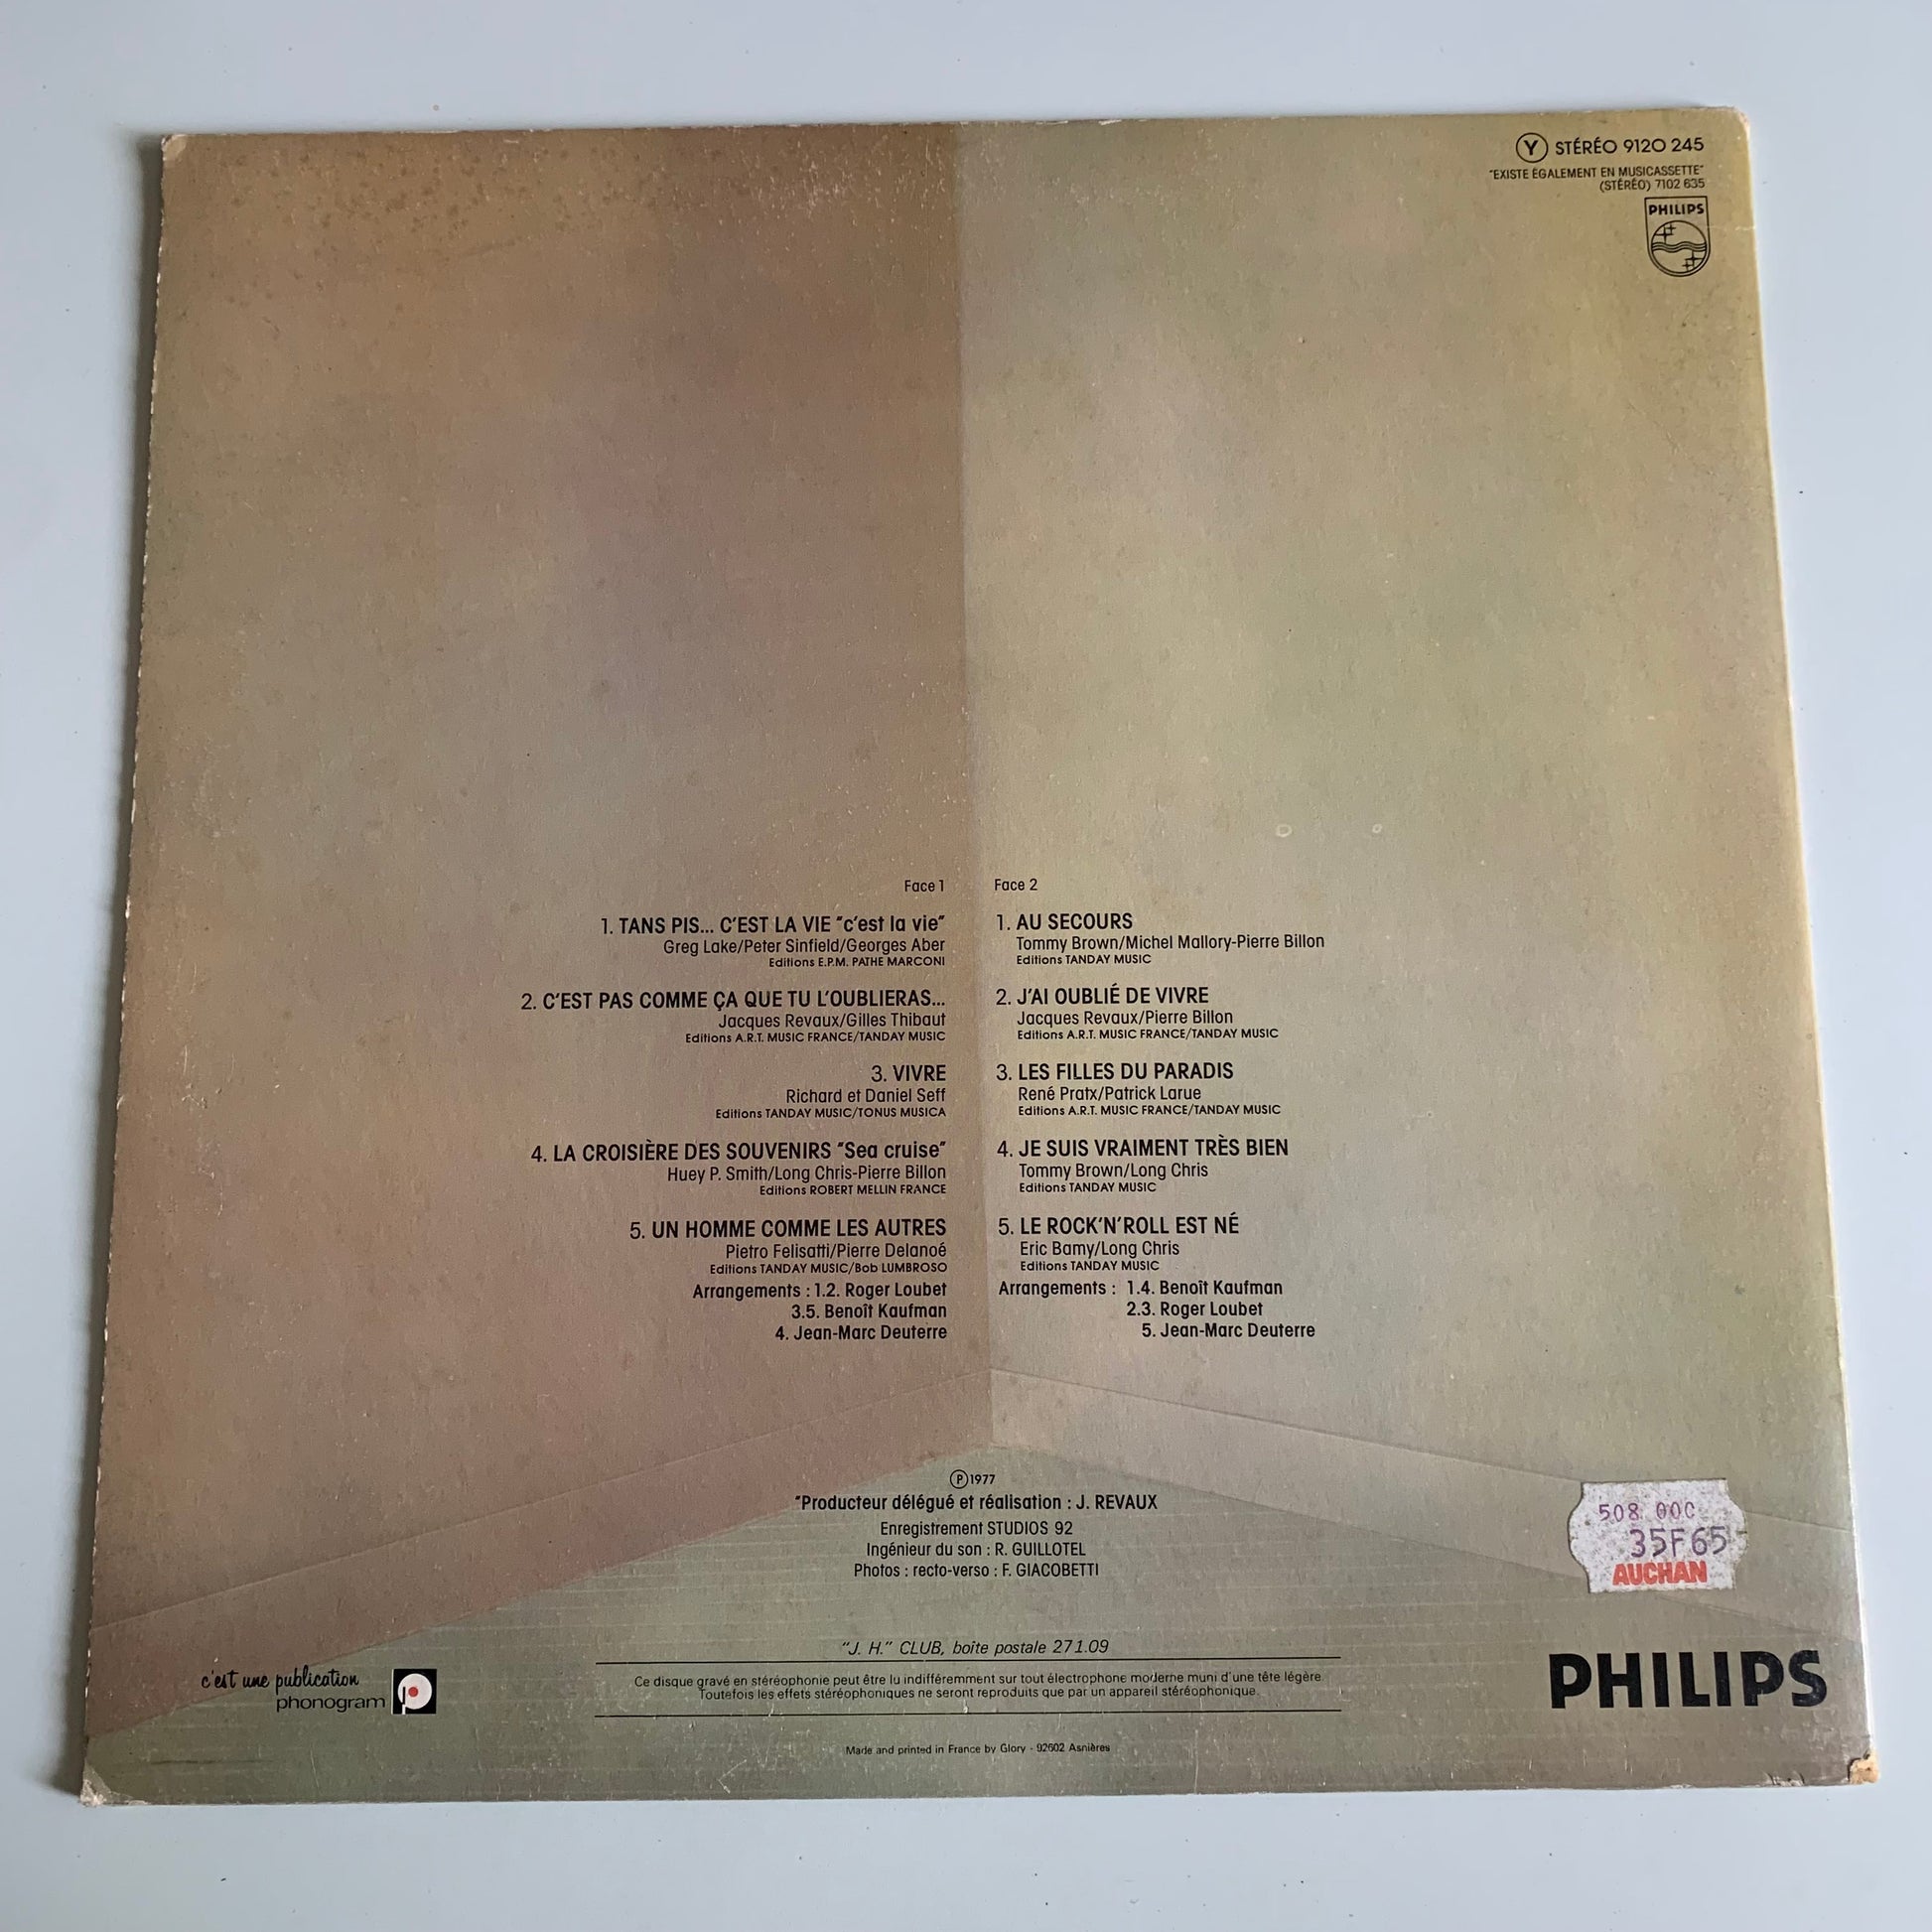 Y STÉRÉO 9120 245
"EXISTE ÉGALEMENT EN MUSICASSETTE"
(STÉRÉO) 7102 635
PHILIPS
Face 1
1. TANS PIS... C'EST LA VIE "c'est la vie"
Greg Lake/Peter Sinfield/Georges Aber
Editions E.P.M. PATHE MARCONI
2. C'EST PAS COMME ÇA QUE TU L'OUBLIERAS...
Jacques Revaux/Gilles Thibaut
Editions A.R.T. MUSIC FRANCE/TANDAY MUSIC
3. VIVRE
Richard et Daniel Seff
Editions TANDAY MUSIC/TONUS MUSICA
4. LA CROISIÈRE DES SOUVENIRS "Sea cruise"
Huey P. Smith/Long Chris-Pierre Billon
Editions ROBERT MELLIN FRANCE
5. UN HOMME COMME LES AUTRES
Pietro Felisatti/Pierre Delanoé
Editions TANDAY MUSIC/Bob LUMBROSO
Arrangements : 1.2. Roger Loubet
3.5. Benoît Kaufman
4. Jean-Marc Deuterre
Face 2
1. AU SECOURS
Tommy Brown/Michel Mallory-Pierre Billon
Editions TANDAY MUSIC
2. J'AI OUBLIÉ DE VIVRE
Jacques Revaux/Pierre Billon
Editions A.R.T. MUSIC FRANCE/TANDAY MUSIC
3. LES FILLES DU PARADIS
René Pratx/Patrick Larue
Editions A.R.T. MUSIC FRANCE/TANDAY MUSIC
4. JE SUIS VRAIMENT TRÈS BIEN
Tommy Brown/Long Chris
Editions TANDAY MUSIC
5. LE ROCK'N'ROLL EST NÉ
Eric Bamy/Long Chris
Editions TANDAY MUSIC
Arrangements : 1.4. Benoît Kaufman
2.3. Roger Loubet
5. Jean-Marc Deuterre
℗ 1977
"Producteur délégué et réalisation : J. REVAUX
Enregistrement STUDIOS 92
Ingénieur du son : R. GUILLOTEL
Photos : recto-verso : F. GIACOBETTI
508 000
35F65
AUCHAN
"J. H." CLUB, boîte postale 271.09
Ce disque gravé en stéréophonie peut être lu indifféremment sur tout électrophone moderne muni d'une tête légère.
Toutefois les effets stéréophoniques ne seront reproduits que par un appareil stéréophonique.
c'est une publication
phonogram p
PHILIPS
Made and printed in France by Glory - 92602 Asnières